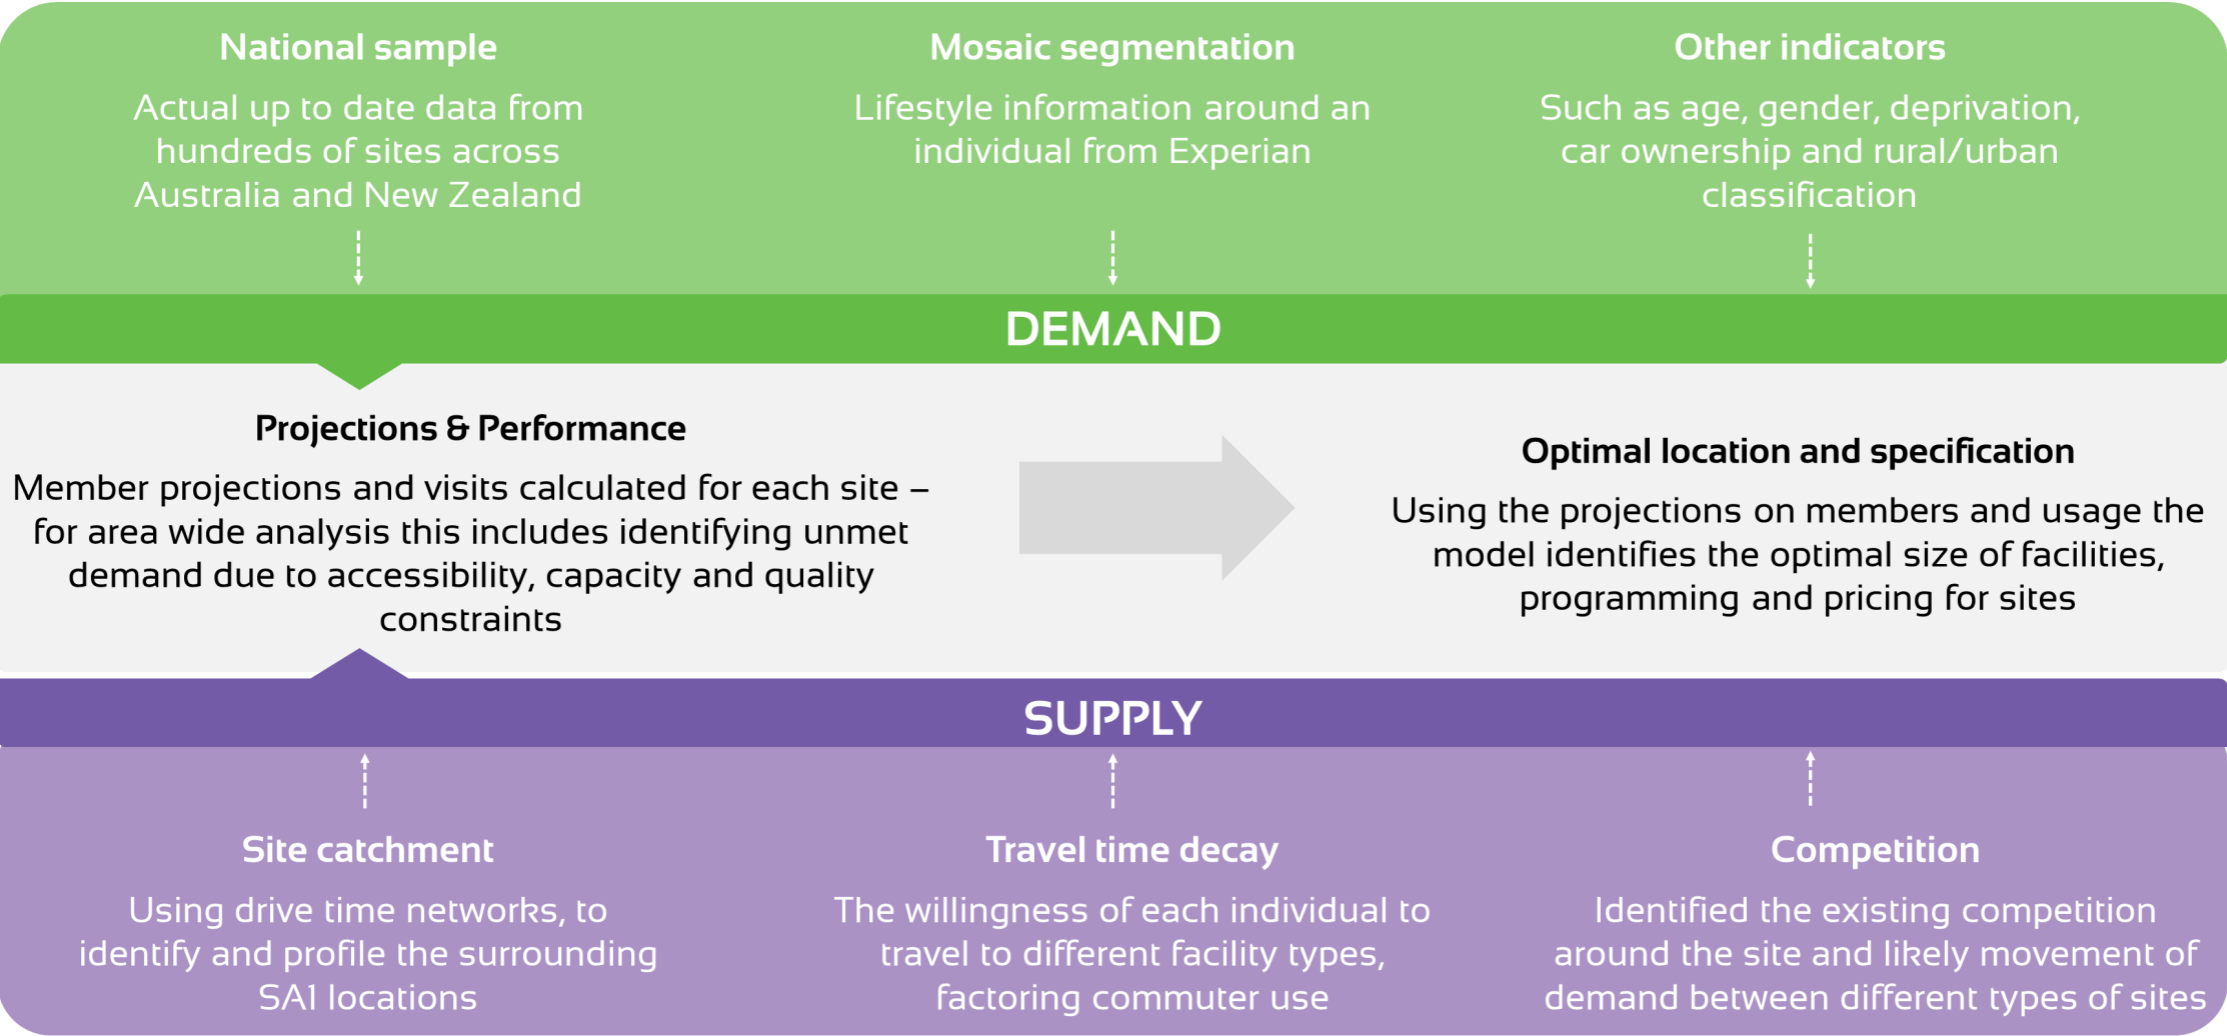 National sample
Actual up to date data from
hundreds of sites across
Australia and New Zealand
Mosaic segmentation
Lifestyle information around an
individual from Experian
Other indicators
Such as age, gender, deprivation,
car ownership and rural/urban
classification
DEMAND
Projections & Performance
Member projections and visits calculated for each site –
for area wide analysis this includes identifying unmet
demand due to accessibility, capacity and quality
constraints
Optimal location and specification
Using the projections on members and usage the
model identifies the optimal size of facilities,
programming and pricing for sites
SUPPLY
Site catchment
Using drive time networks, to
identify and profile the surrounding
SA1 locations
Travel time decay
The willingness of each individual to
travel to different facility types,
factoring commuter use
Competition
Identified the existing competition
around the site and likely movement of
demand between different types of sites